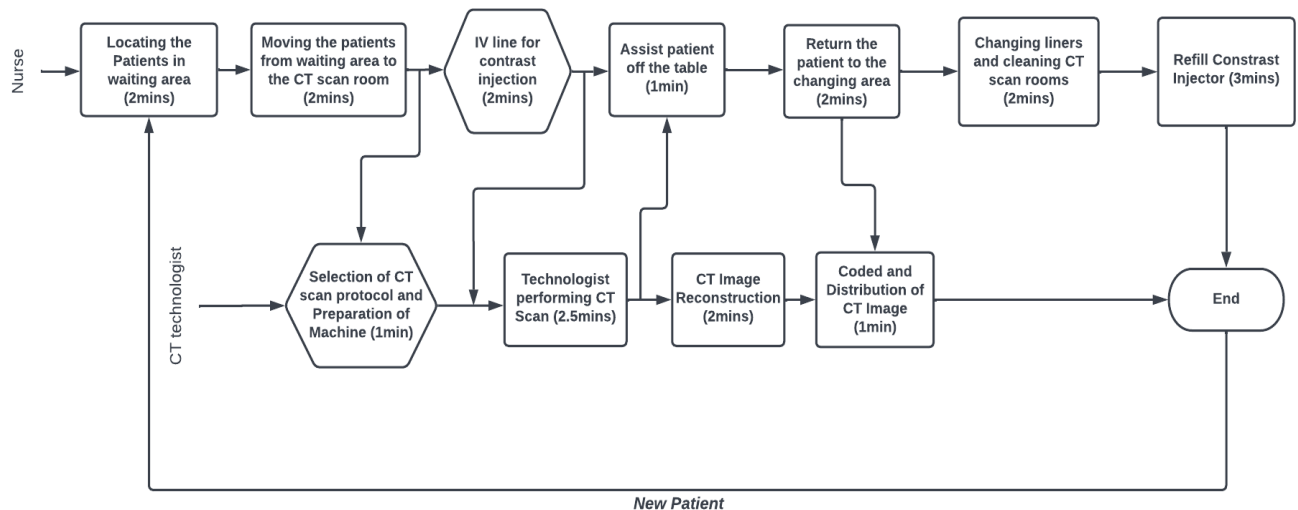 Nurse
Locating the
Patients in
waiting area
(2mins)
Moving the patients
from waiting area to
the CT scan room
(2mins)
IV line for
contrast
injection
(2mins)
Assist patient
off the table
(1min)
Return the
patient to the
changing area
(2mins)
Changing liners
and cleaning CT
scan rooms
(2mins)
Refill Constrast
Injector (3mins)
CT technologist
Selection of CT
scan protocol and
Preparation of
Machine (1min)
Technologist
performing CT
Scan (2.5mins)
CT Image
Reconstruction
(2mins)
Coded and
Distribution of
CT Image
(1min)
End
New Patient